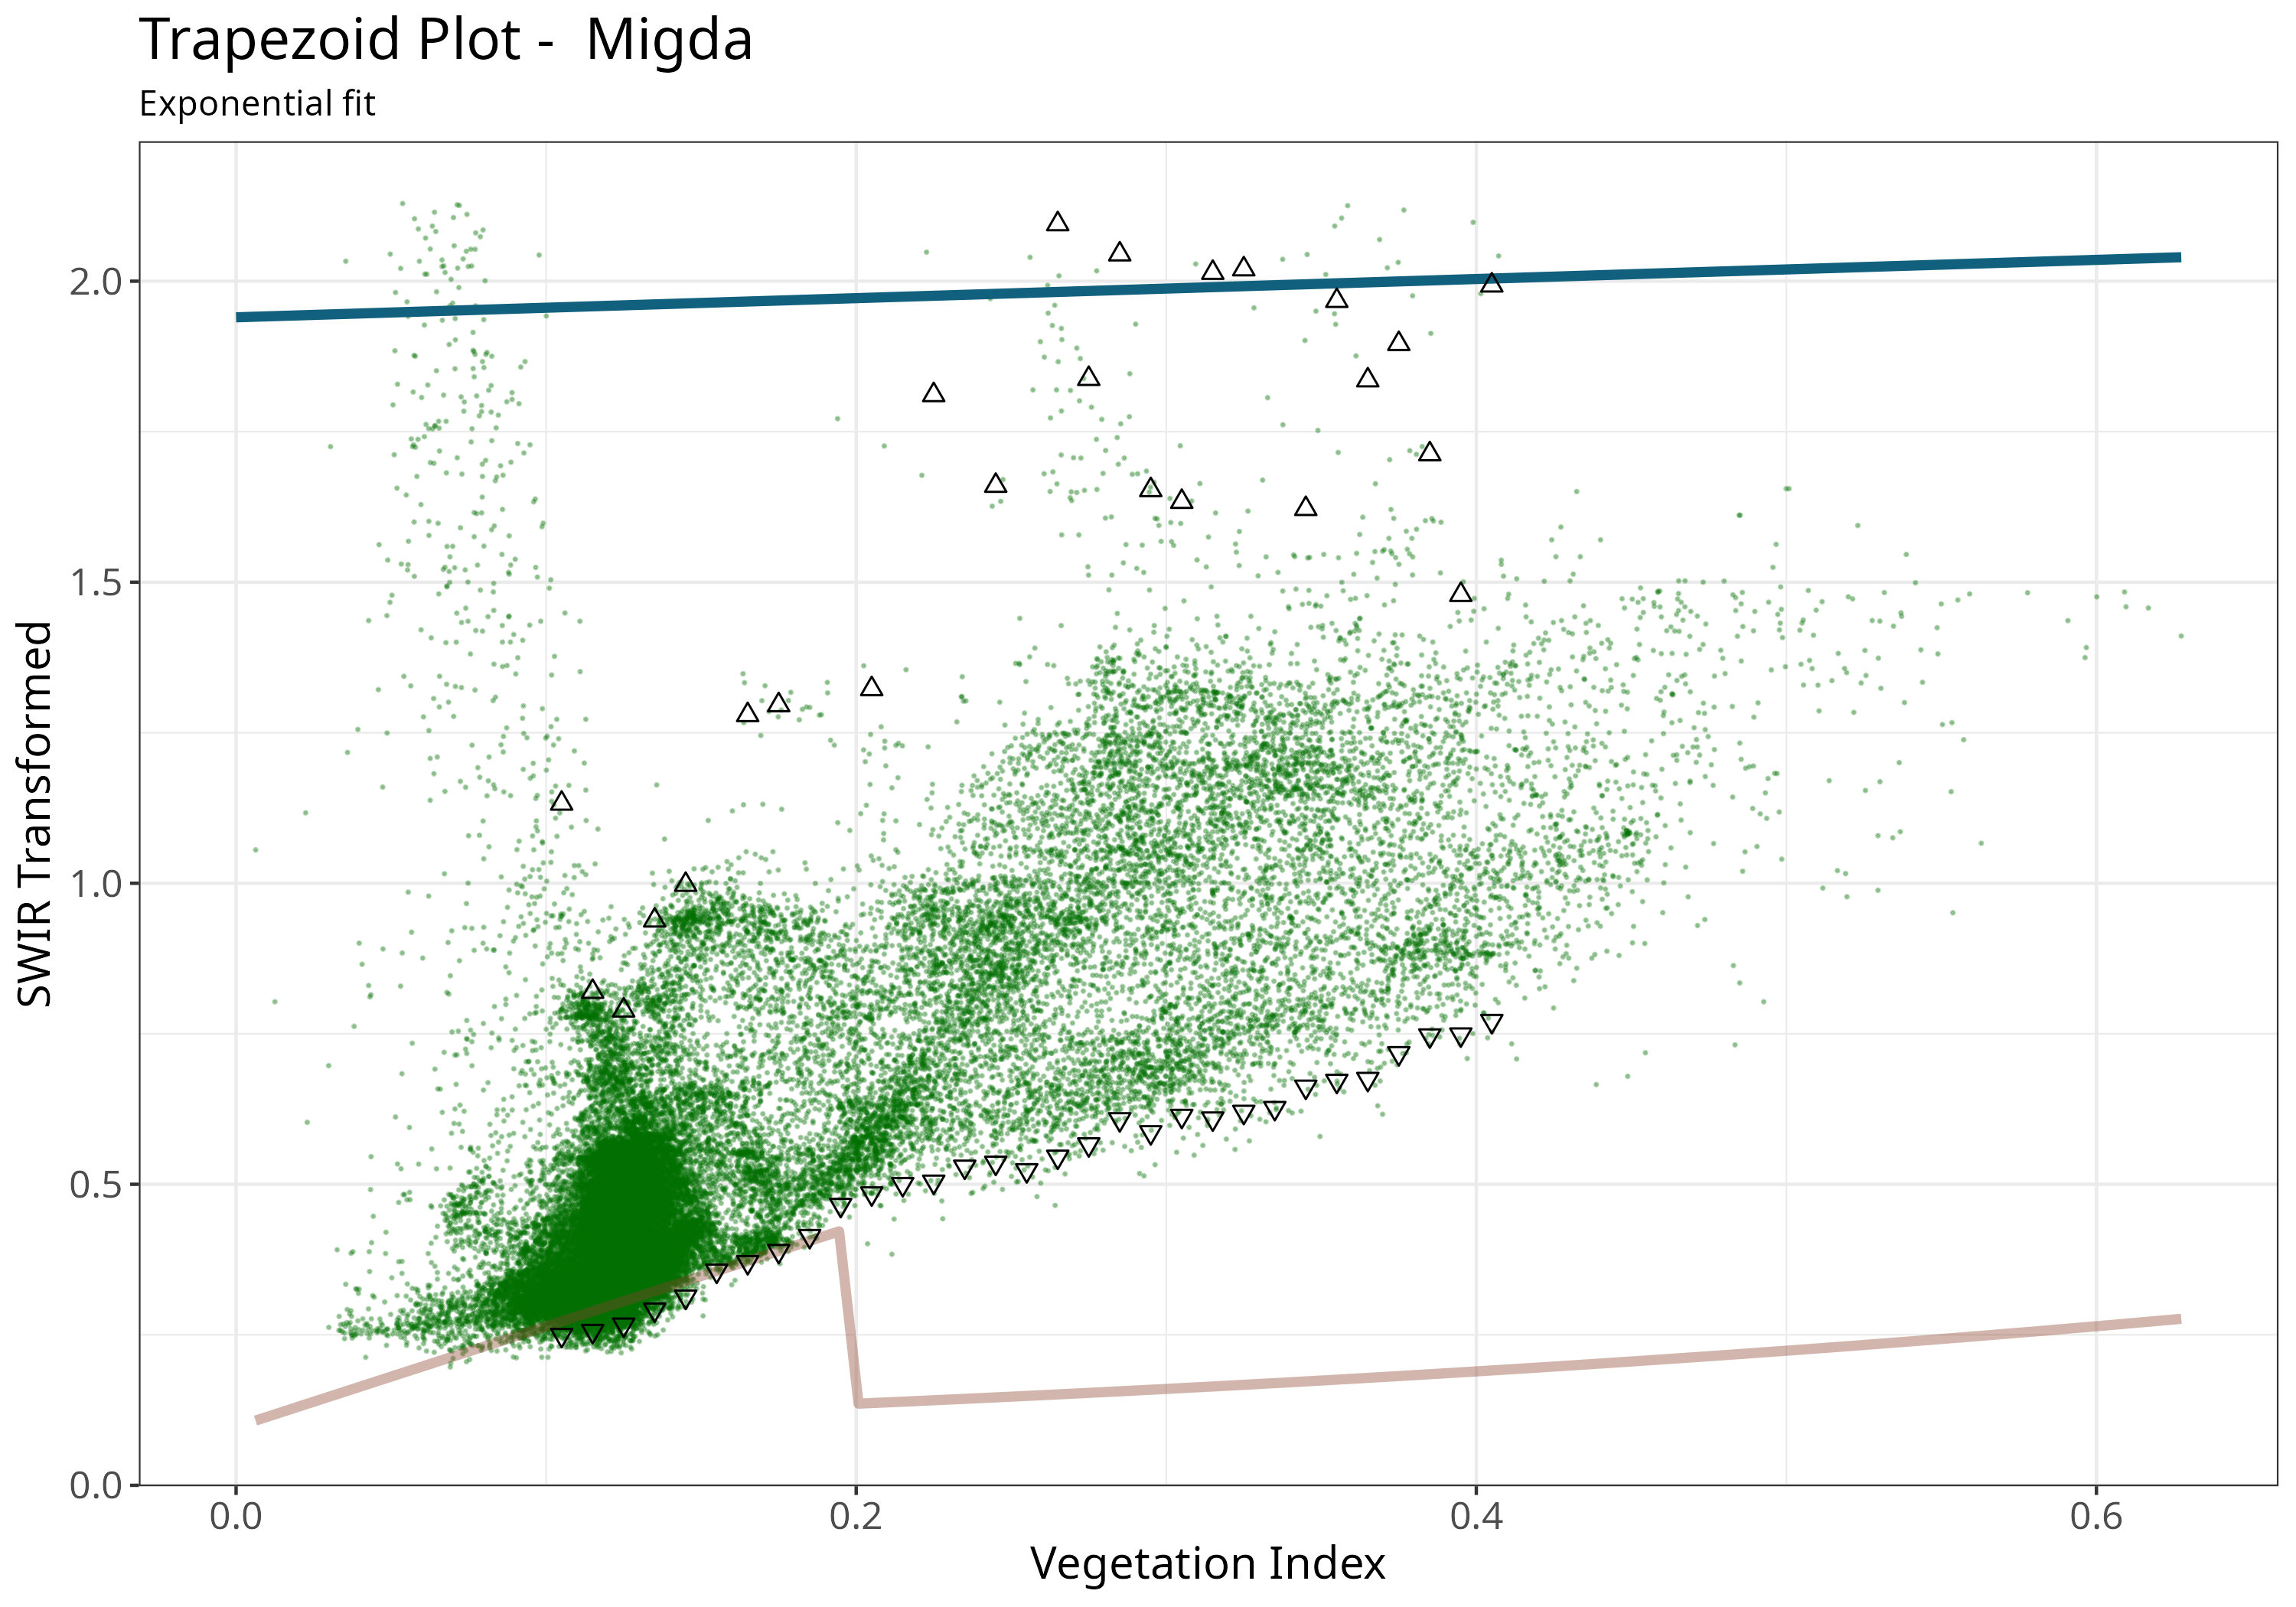 Trapezoid Plot -  Migda
Exponential fit
SWIR Transformed
2.0
1.5
1.0
0.5
0.0
0.0 0.2 0.4 0.6
Vegetation Index